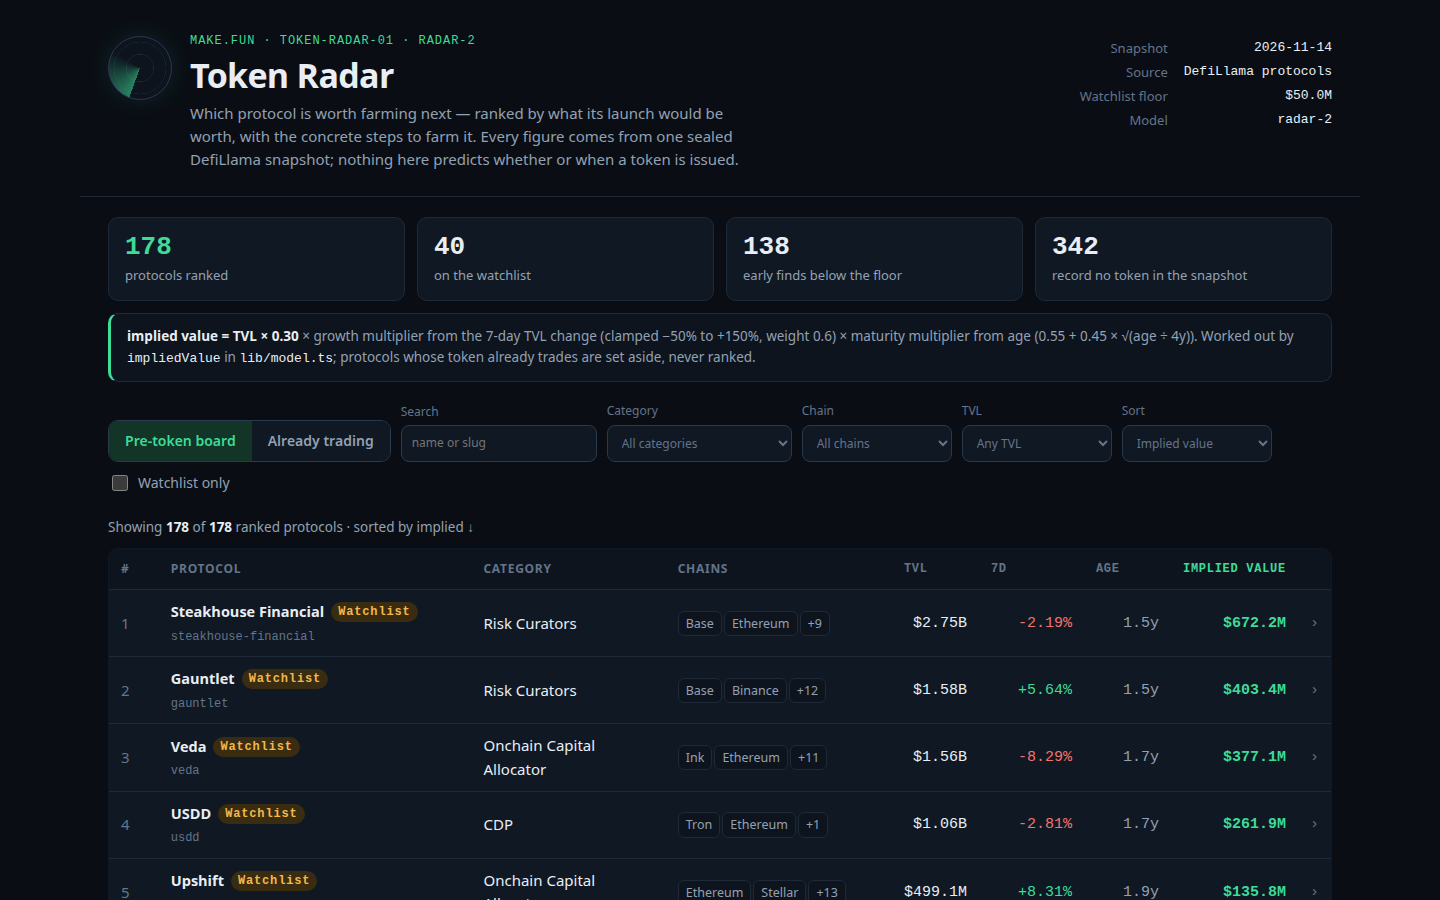 MAKE.FUN · TOKEN-RADAR-01 · RADAR-2
Token Radar
Which protocol is worth farming next — ranked by what its launch would be
worth, with the concrete steps to farm it. Every figure comes from one sealed
DefiLlama snapshot; nothing here predicts whether or when a token is issued.
Snapshot 2026-11-14
Source DefiLlama protocols
Watchlist floor $50.0M
Model radar-2
178
protocols ranked
40
on the watchlist
138
early finds below the floor
342
record no token in the snapshot
implied value = TVL × 0.30 × growth multiplier from the 7-day TVL change (clamped −50% to +150%, weight 0.6) × maturity multiplier from age (0.55 + 0.45 × √(age ÷ 4y)). Worked out by
impliedValue in lib/model.ts; protocols whose token already trades are set aside, never ranked.
Pre-token board Already trading
Search
name or slug
Category
All categories
Chain
All chains
TVL
Any TVL
Sort
Implied value
Watchlist only
Showing 178 of 178 ranked protocols · sorted by implied ↓
# PROTOCOL CATEGORY CHAINS TVL 7D AGE IMPLIED VALUE
1 Steakhouse Financial Watchlist Risk Curators Base Ethereum +9 $2.75B -2.19% 1.5y $672.2M ›
steakhouse-financial
2 Gauntlet Watchlist Risk Curators Base Binance +12 $1.58B +5.64% 1.5y $403.4M ›
gauntlet
3 Veda Watchlist Onchain Capital Allocator Ink Ethereum +11 $1.56B -8.29% 1.7y $377.1M ›
veda
4 USDD Watchlist CDP Tron Ethereum +1 $1.06B -2.81% 1.7y $261.9M ›
usdd
5 Upshift Watchlist Onchain Capital Ethereum Stellar +13 $499.1M +8.31% 1.9y $135.8M ›